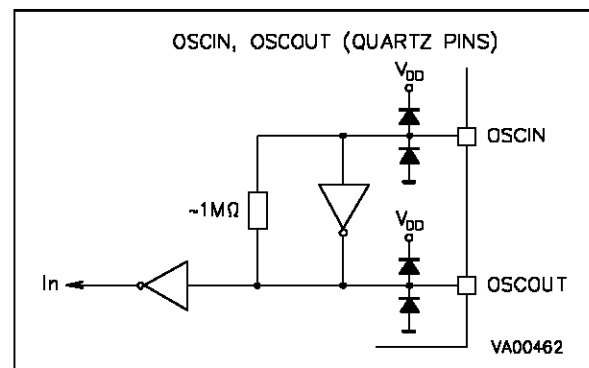 OSCIN, OSCOUT (QUARTZ PINS)
VDD
OSCIN
~1MΩ
VDD
In
OSCOUT
VA00462